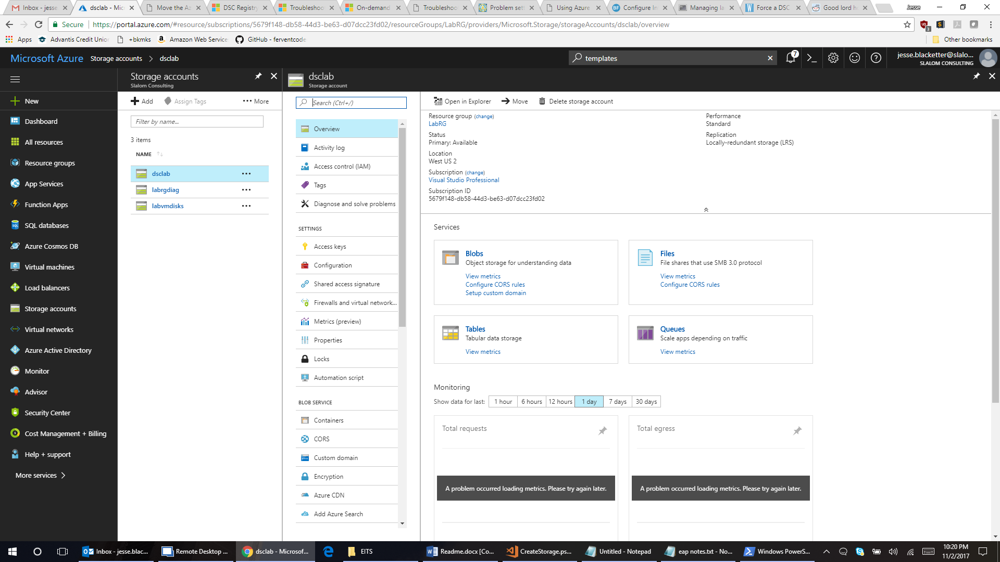 Inbox - jesse
dsclab - Mic
Move the Az
DSC Registry
Troubleshoo
On-demand
Troubleshoo
Problem set
Using Azure
Configure In
Managing la
Force a DSC
Good lord h
Jesse
Secure
https://portal.azure.com/#resource/subscriptions/5679f148-db58-44d3-be63-d07dcc23fd02/resourceGroups/LabRG/providers/Microsoft.Storage/storageAccounts/dsclab/overview
3
Apps
Advantis Credit Union
+bkmks
Amazon Web Service
GitHub - ferventcode
Other bookmarks
Microsoft Azure
Storage accounts > dsclab
templates
7
jesse.blacketter@slalo...
SLALOM CONSULTING
New
Dashboard
All resources
Resource groups
App Services
Function Apps
SQL databases
Azure Cosmos DB
Virtual machines
Load balancers
Storage accounts
Virtual networks
Azure Active Directory
Monitor
Advisor
Security Center
Cost Management + Billing
Help + support
More services >
Storage accounts
Slalom Consulting
Add
Assign Tags
More
Filter by name...
3 items
NAME
dsclab
labrgdiag
labvmdisks
dsclab
Storage account
Search (Ctrl+/)
Overview
Activity log
Access control (IAM)
Tags
Diagnose and solve problems
SETTINGS
Access keys
Configuration
Shared access signature
Firewalls and virtual network...
Metrics (preview)
Properties
Locks
Automation script
BLOB SERVICE
Containers
CORS
Custom domain
Encryption
Azure CDN
Add Azure Search
Open in Explorer
Move
Delete storage account
Resource group (change)
LabRG
Status
Primary: Available
Location
West US 2
Subscription (change)
Visual Studio Professional
Subscription ID
5679f148-db58-44d3-be63-d07dcc23fd02
Performance
Standard
Replication
Locally-redundant storage (LRS)
Services
Blobs
Object storage for understanding data
View metrics
Configure CORS rules
Setup custom domain
Files
File shares that use SMB 3.0 protocol
View metrics
Configure CORS rules
Tables
Tabular data storage
View metrics
Queues
Scale apps depending on traffic
View metrics
Monitoring
Show data for last: 1 hour 6 hours 12 hours 1 day 7 days 30 days
Total requests
A problem occurred loading metrics. Please try again later.
Total egress
A problem occurred loading metrics. Please try again later.
Inbox - jesse.blac...
Remote Desktop ...
dsclab - Microsof...
EITS
Readme.docx [Co...
CreateStorage.ps...
Untitled - Notepad
eap notes.txt - No...
Windows PowerS...
10:20 PM
11/2/2017